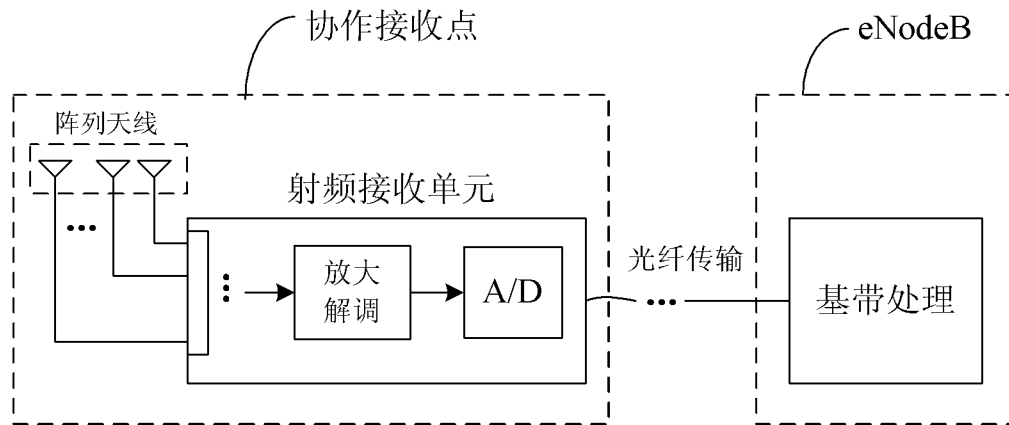 协作接收点
eNodeB
阵列天线
射频接收单元
放大
解调
A/D
光纤传输
基带处理